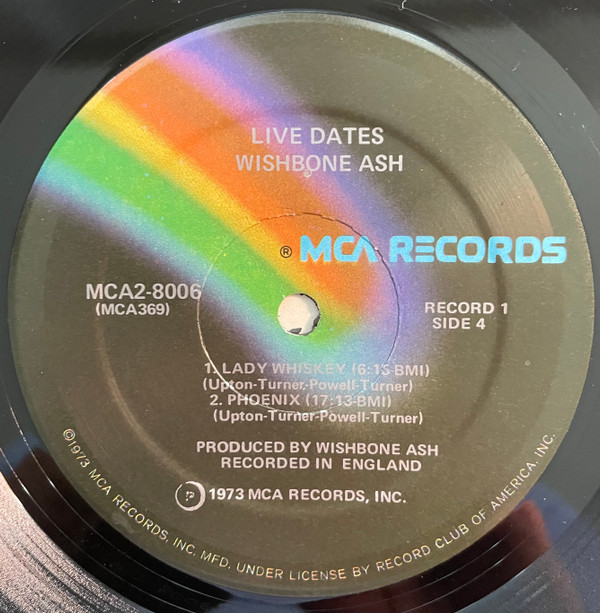 LIVE DATES
WISHBONE ASH
® MCA RECORDS
MCA2-8006
(MCA369)
RECORD 1
SIDE 4
1. LADY WHISKEY (6:13-BMI)
(Upton-Turner-Powell-Turner)
2. PHOENIX (17:13-BMI)
(Upton-Turner-Powell-Turner)
PRODUCED BY WISHBONE ASH
RECORDED IN ENGLAND
℗ 1973 MCA RECORDS, INC.
©1973 MCA RECORDS, INC. MFD. UNDER LICENSE BY RECORD CLUB OF AMERICA, INC.